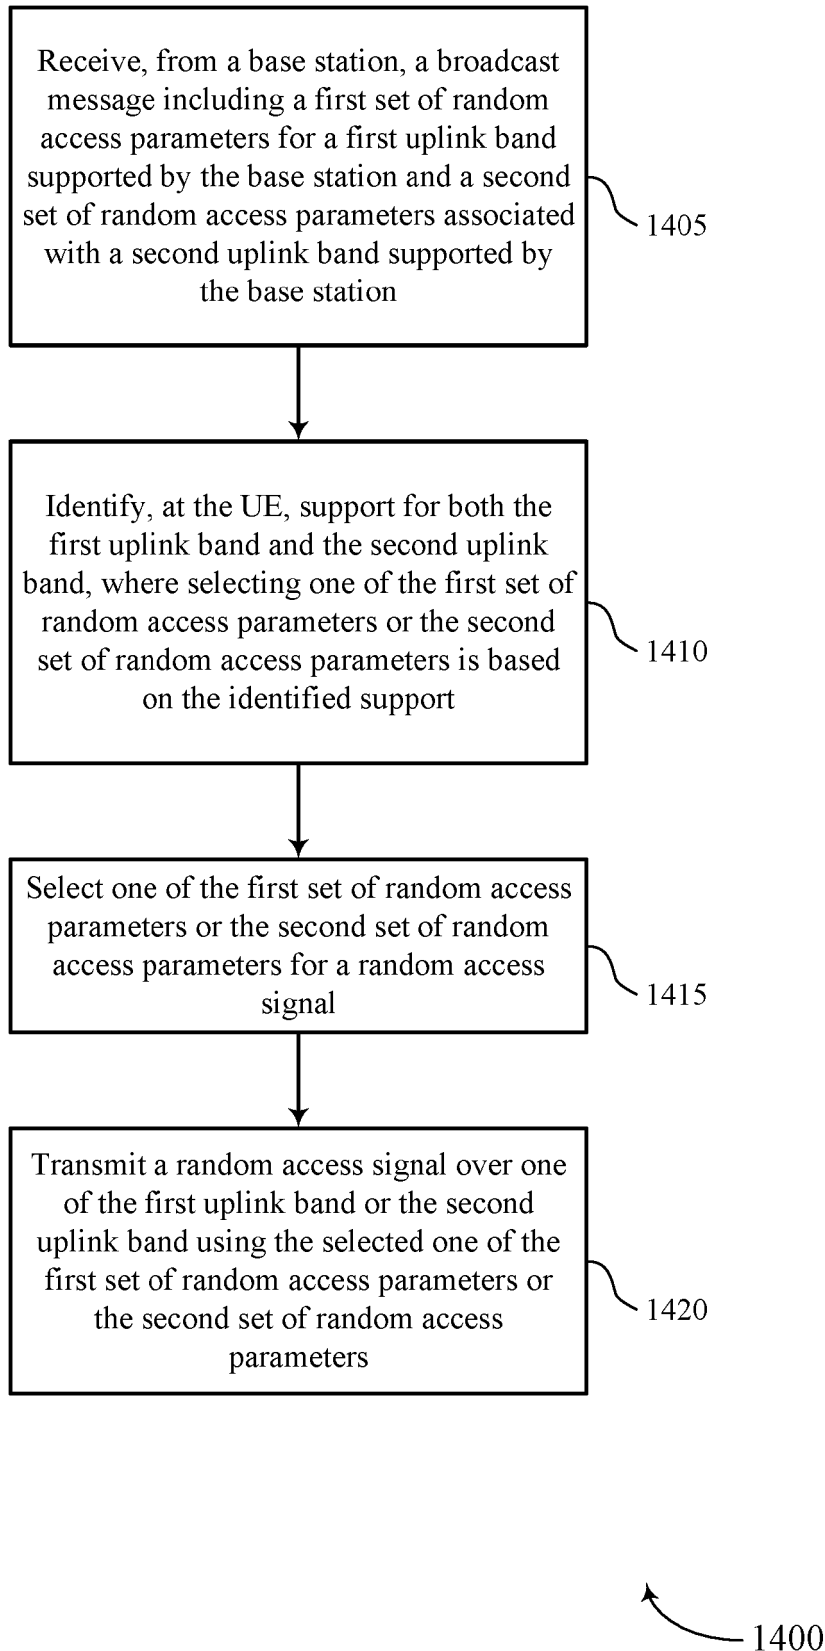 Receive, from a base station, a broadcast
message including a first set of random
access parameters for a first uplink band
supported by the base station and a second
set of random access parameters associated
with a second uplink band supported by
the base station
1405
Identify, at the UE, support for both the
first uplink band and the second uplink
band, where selecting one of the first set of
random access parameters or the second
set of random access parameters is based
on the identified support
1410
Select one of the first set of random access
parameters or the second set of random
access parameters for a random access
signal
1415
Transmit a random access signal over one
of the first uplink band or the second
uplink band using the selected one of the
first set of random access parameters or
the second set of random access
parameters
1420
1400